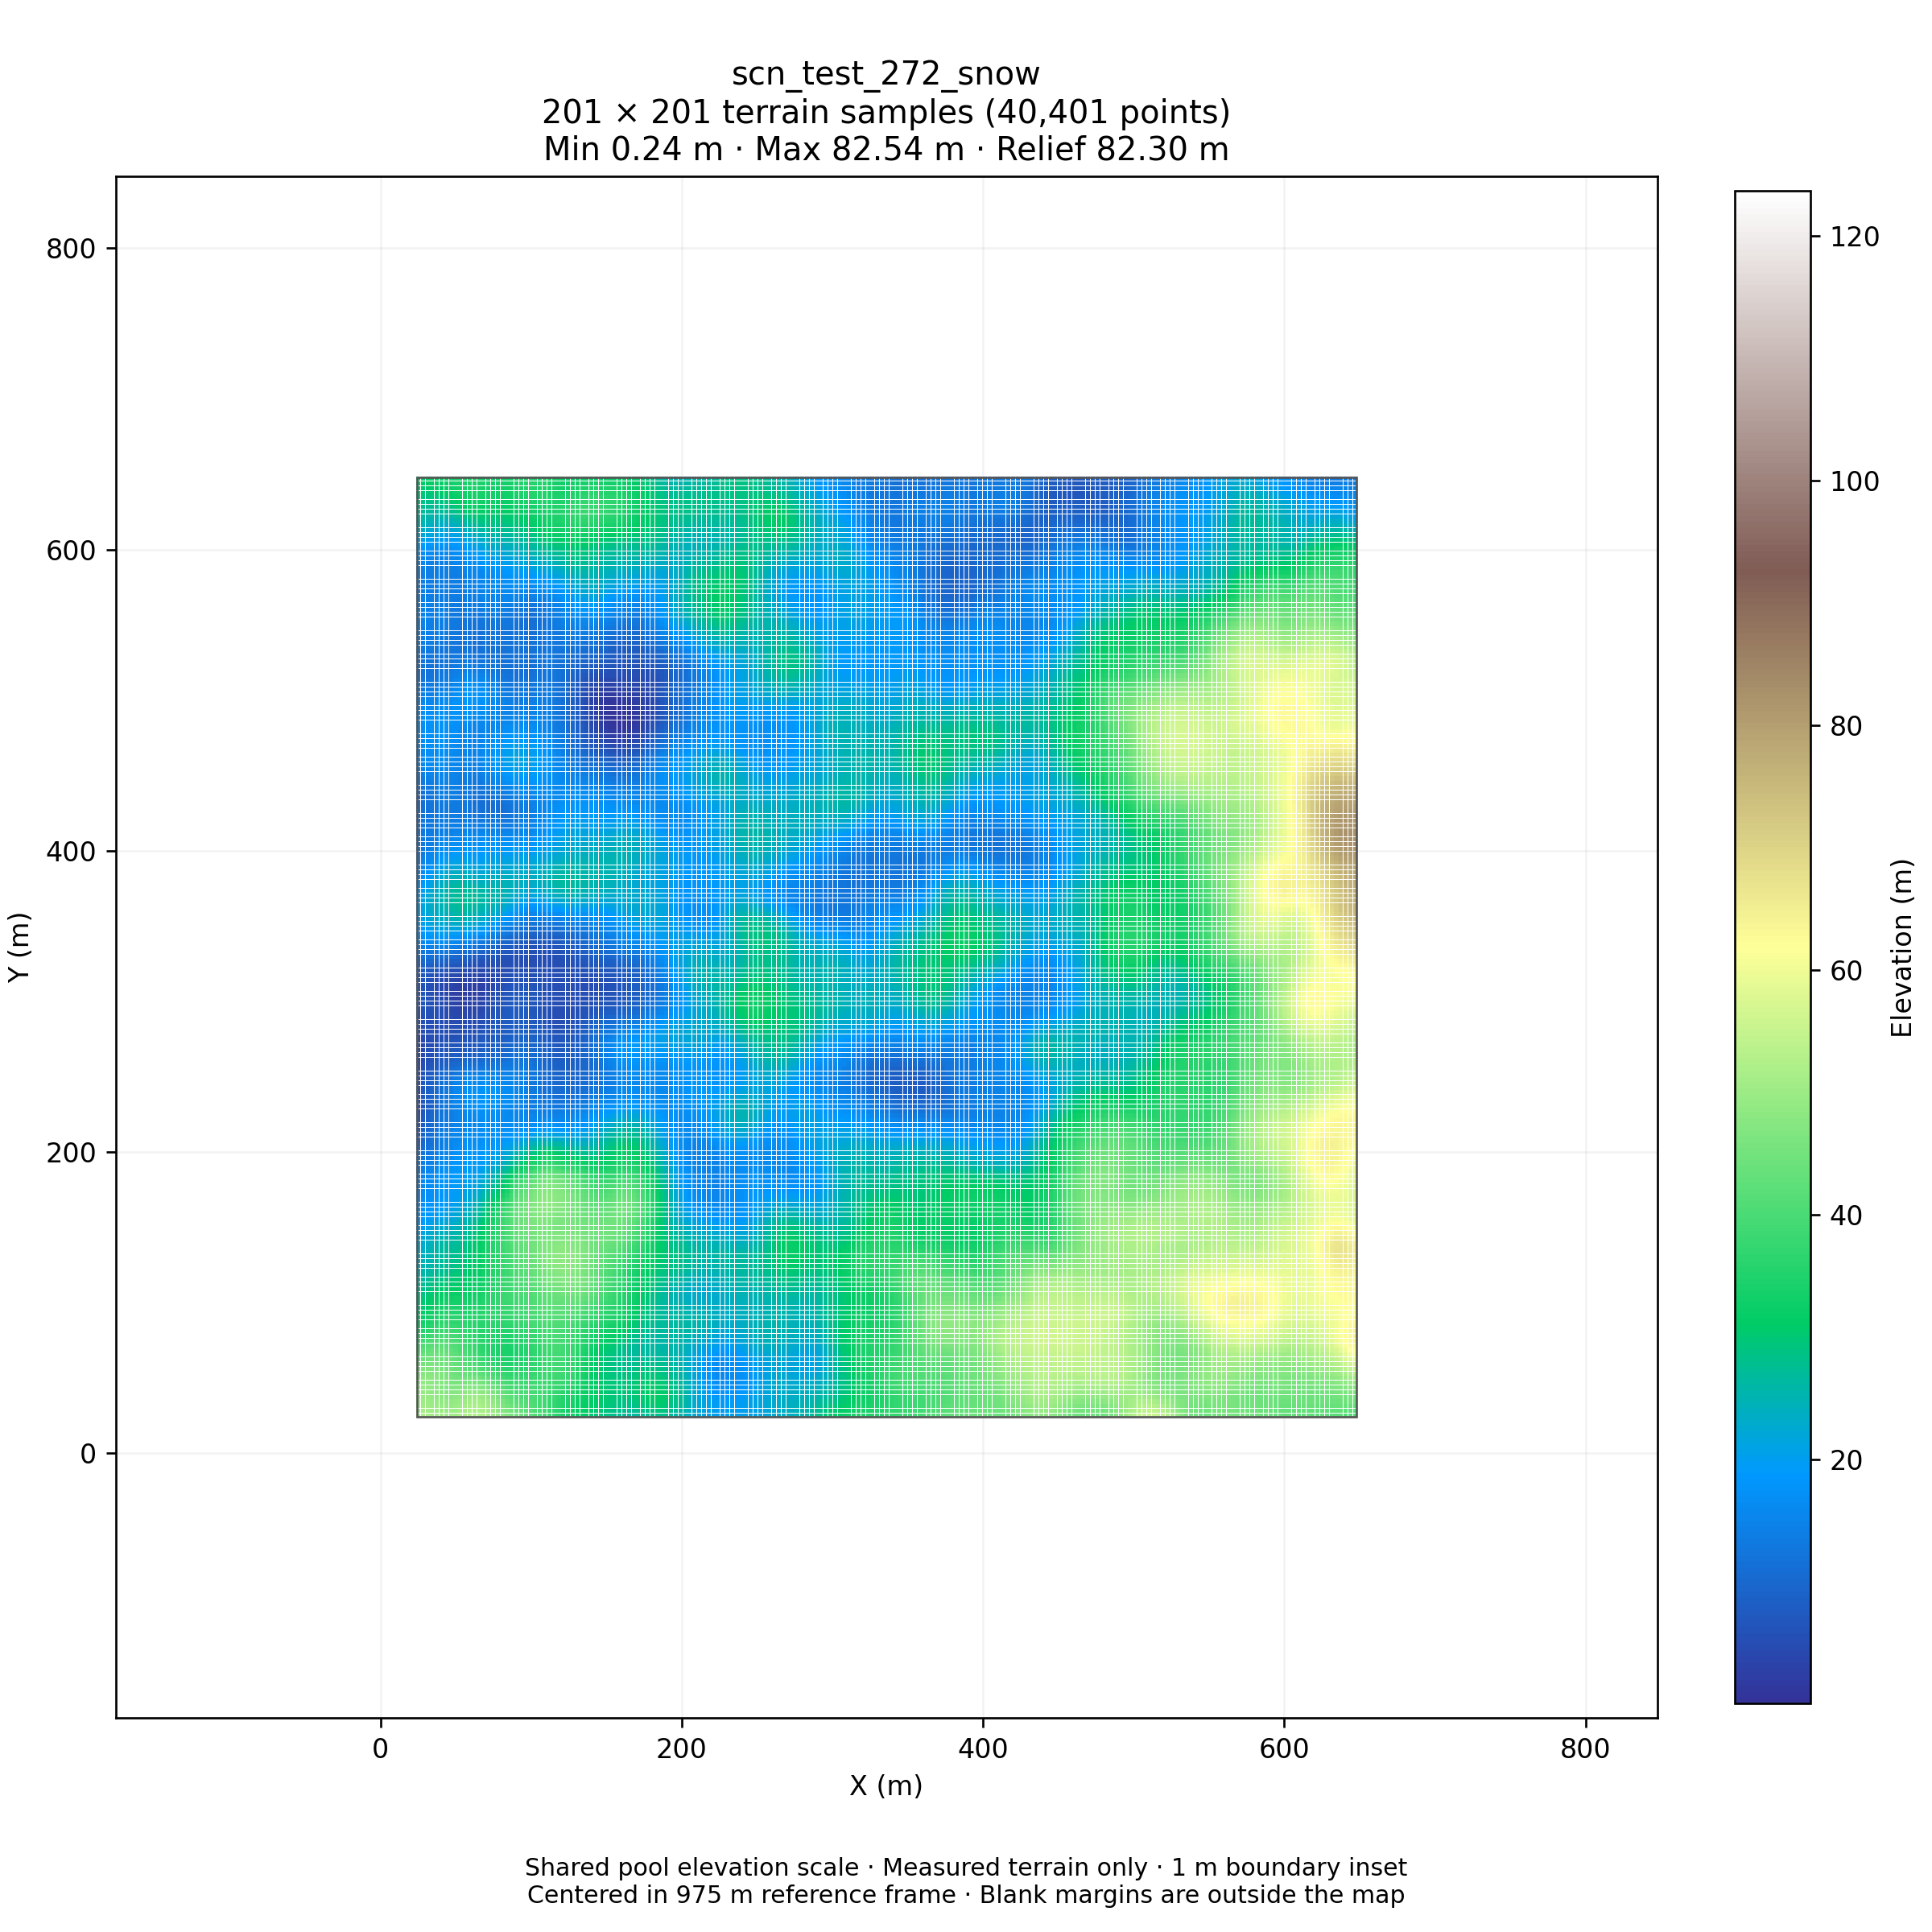 scn_test_272_snow
201 × 201 terrain samples (40,401 points)
Min 0.24 m · Max 82.54 m · Relief 82.30 m
800
600
400
200
0
Y (m)
0
200
400
600
800
X (m)
120
100
80
60
40
20
Elevation (m)
Shared pool elevation scale · Measured terrain only · 1 m boundary inset
Centered in 975 m reference frame · Blank margins are outside the map